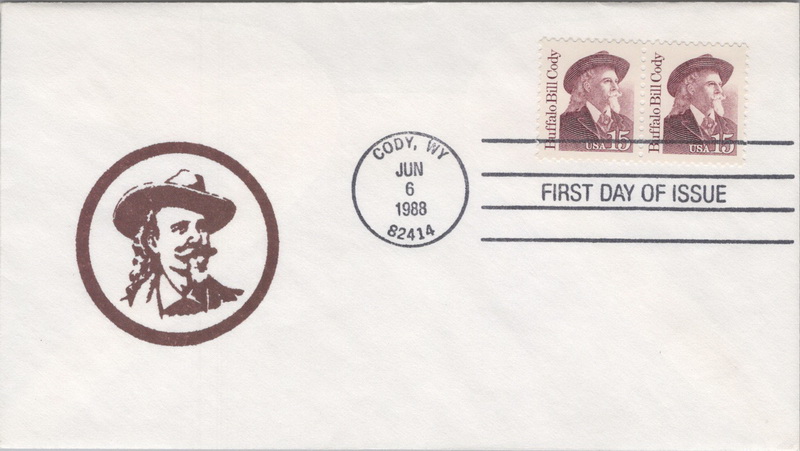 Buffalo Bill Cody
USA 15
Buffalo Bill Cody
USA 15
CODY, WY
JUN
6
1988
82414
FIRST DAY OF ISSUE